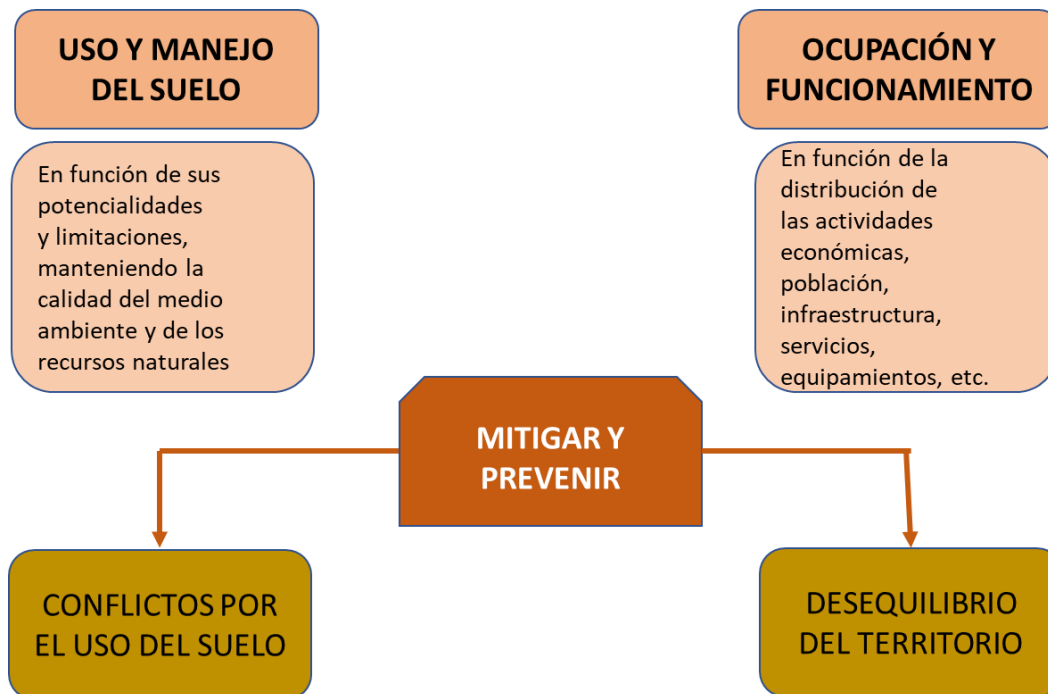 USO Y MANEJO
DEL SUELO
En función de sus
potencialidades
y limitaciones,
manteniendo la
calidad del medio
ambiente y de los
recursos naturales
OCUPACIÓN Y
FUNCIONAMIENTO
En función de la
distribución de
las actividades
económicas,
población,
infraestructura,
servicios,
equipamientos, etc.
MITIGAR Y
PREVENIR
CONFLICTOS POR
EL USO DEL SUELO
DESEQUILIBRIO
DEL TERRITORIO